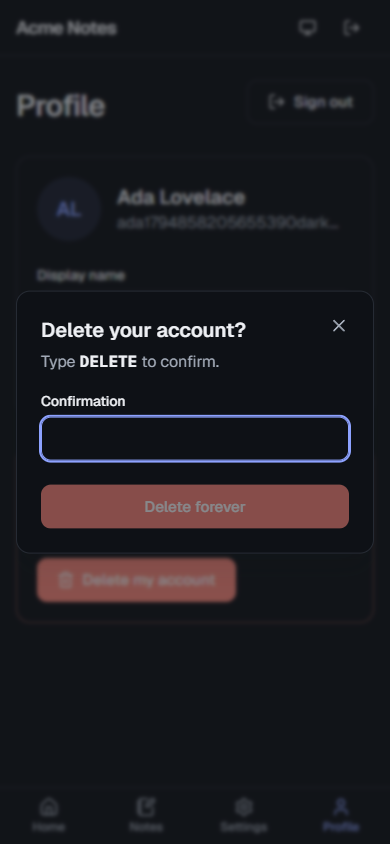 Acme Notes
Profile
Sign out
AL
Ada Lovelace
ada1794858205655390dark...
Display name
Delete your account?
Type DELETE to confirm.
Confirmation
Delete forever
Delete my account
Home
Notes
Settings
Profile